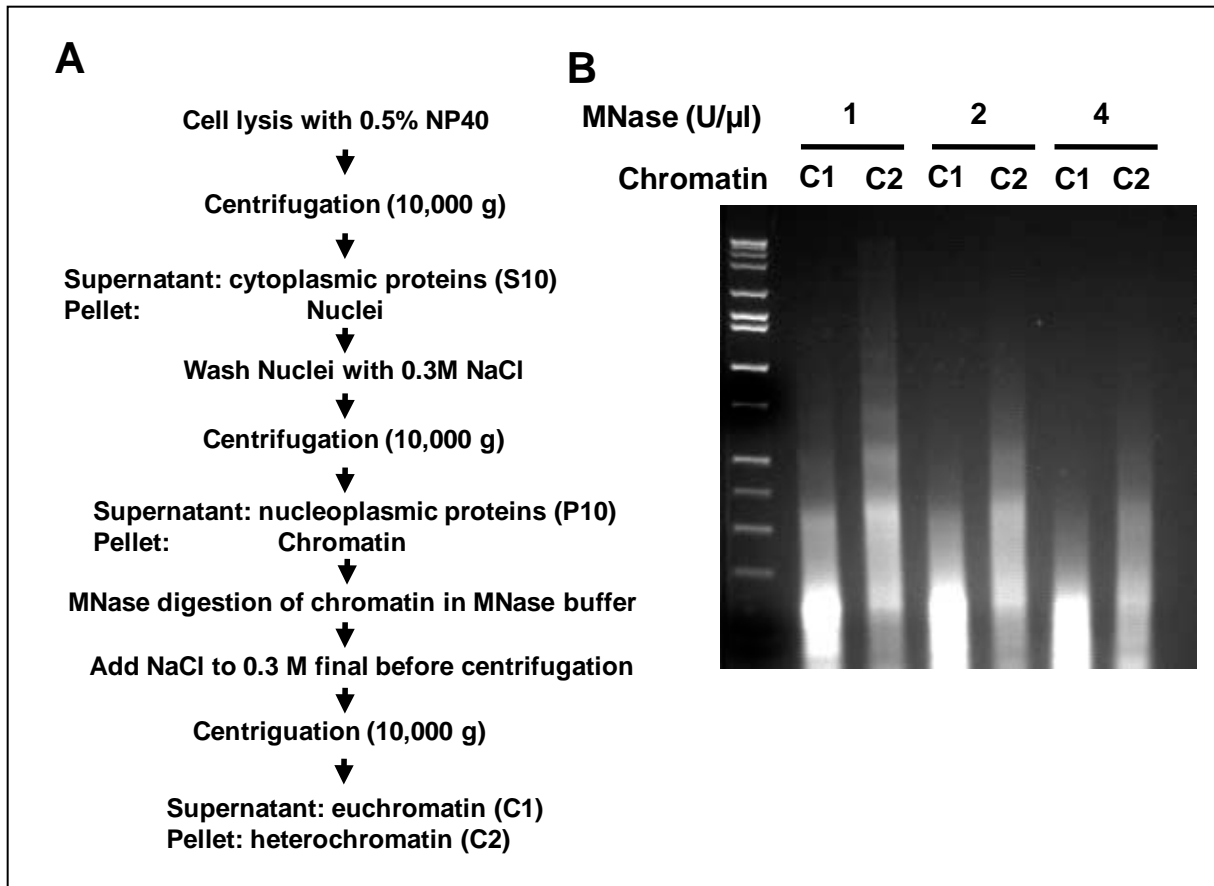 A
Cell lysis with 0.5% NP40
Centrifugation (10,000 g)
Supernatant: cytoplasmic proteins (S10)
Pellet: Nuclei
Wash Nuclei with 0.3M NaCl
Centrifugation (10,000 g)
Supernatant: nucleoplasmic proteins (P10)
Pellet: Chromatin
MNase digestion of chromatin in MNase buffer
Add NaCl to 0.3 M final before centrifugation
Centriguation (10,000 g)
Supernatant: euchromatin (C1)
Pellet: heterochromatin (C2)
B
MNase (U/µl) 1 2 4
Chromatin C1 C2 C1 C2 C1 C2